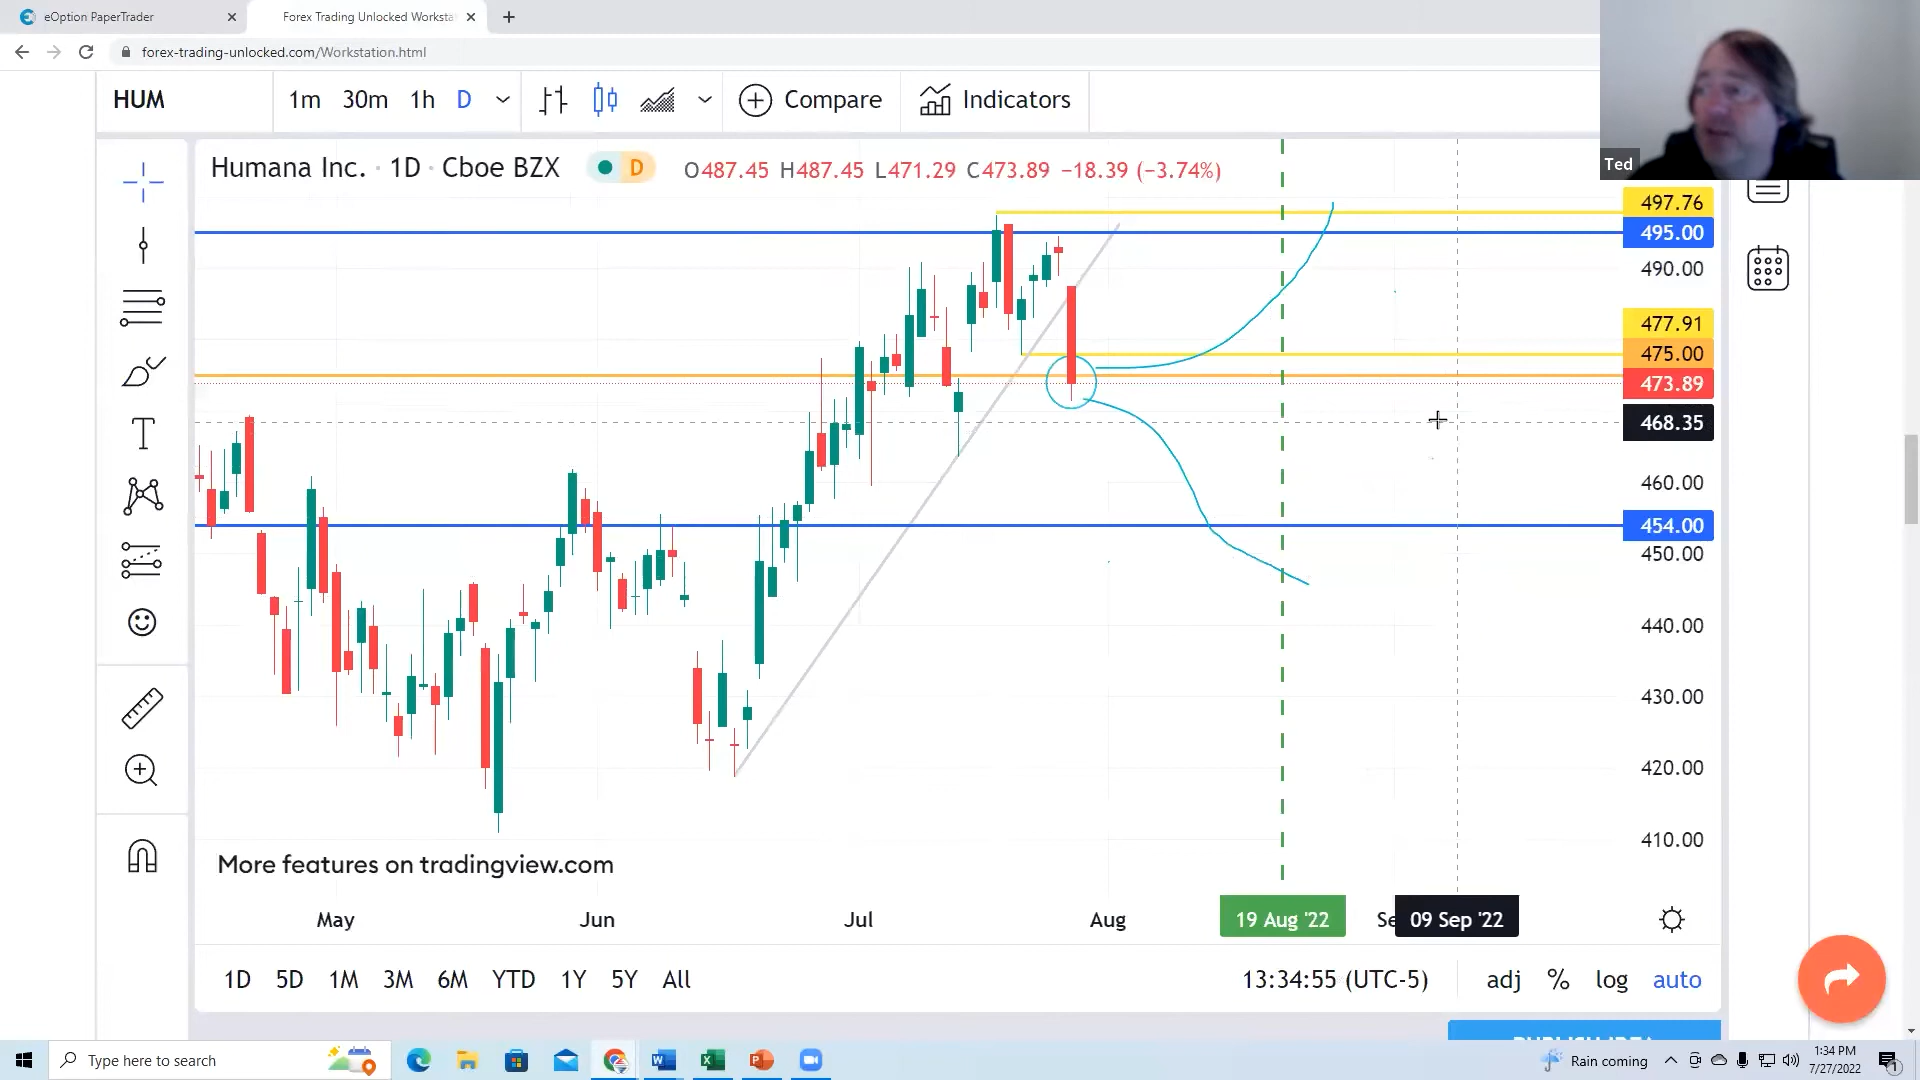 eOption PaperTrader
Forex Trading Unlocked Worksta
forex-trading-unlocked.com/Workstation.html
HUM
1m 30m 1h D
Compare
Indicators
Humana Inc. · 1D · Cboe BZX
D
O487.45 H487.45 L471.29 C473.89 −18.39 (−3.74%)
Ted
497.76
495.00
490.00
477.91
475.00
473.89
468.35
460.00
454.00
450.00
440.00
430.00
420.00
410.00
T
More features on tradingview.com
May Jun Jul Aug 19 Aug '22 Se 09 Sep '22
1D 5D 1M 3M 6M YTD 1Y 5Y All
13:34:55 (UTC-5) adj % log auto
Type here to search
Rain coming
1:34 PM
7/27/2022
1